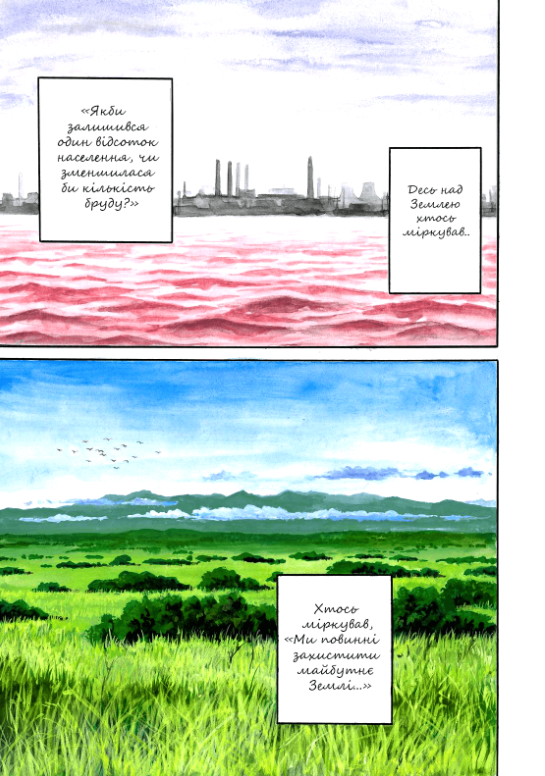 Десь над
Землею
хтось
міркував..
«Якби
залишився
один відсоток
населення, чи
зменшилася
би кількість
бруду?»
Хтось
міркував,
«Ми повинні
захистити
майбутнє
Землі...»